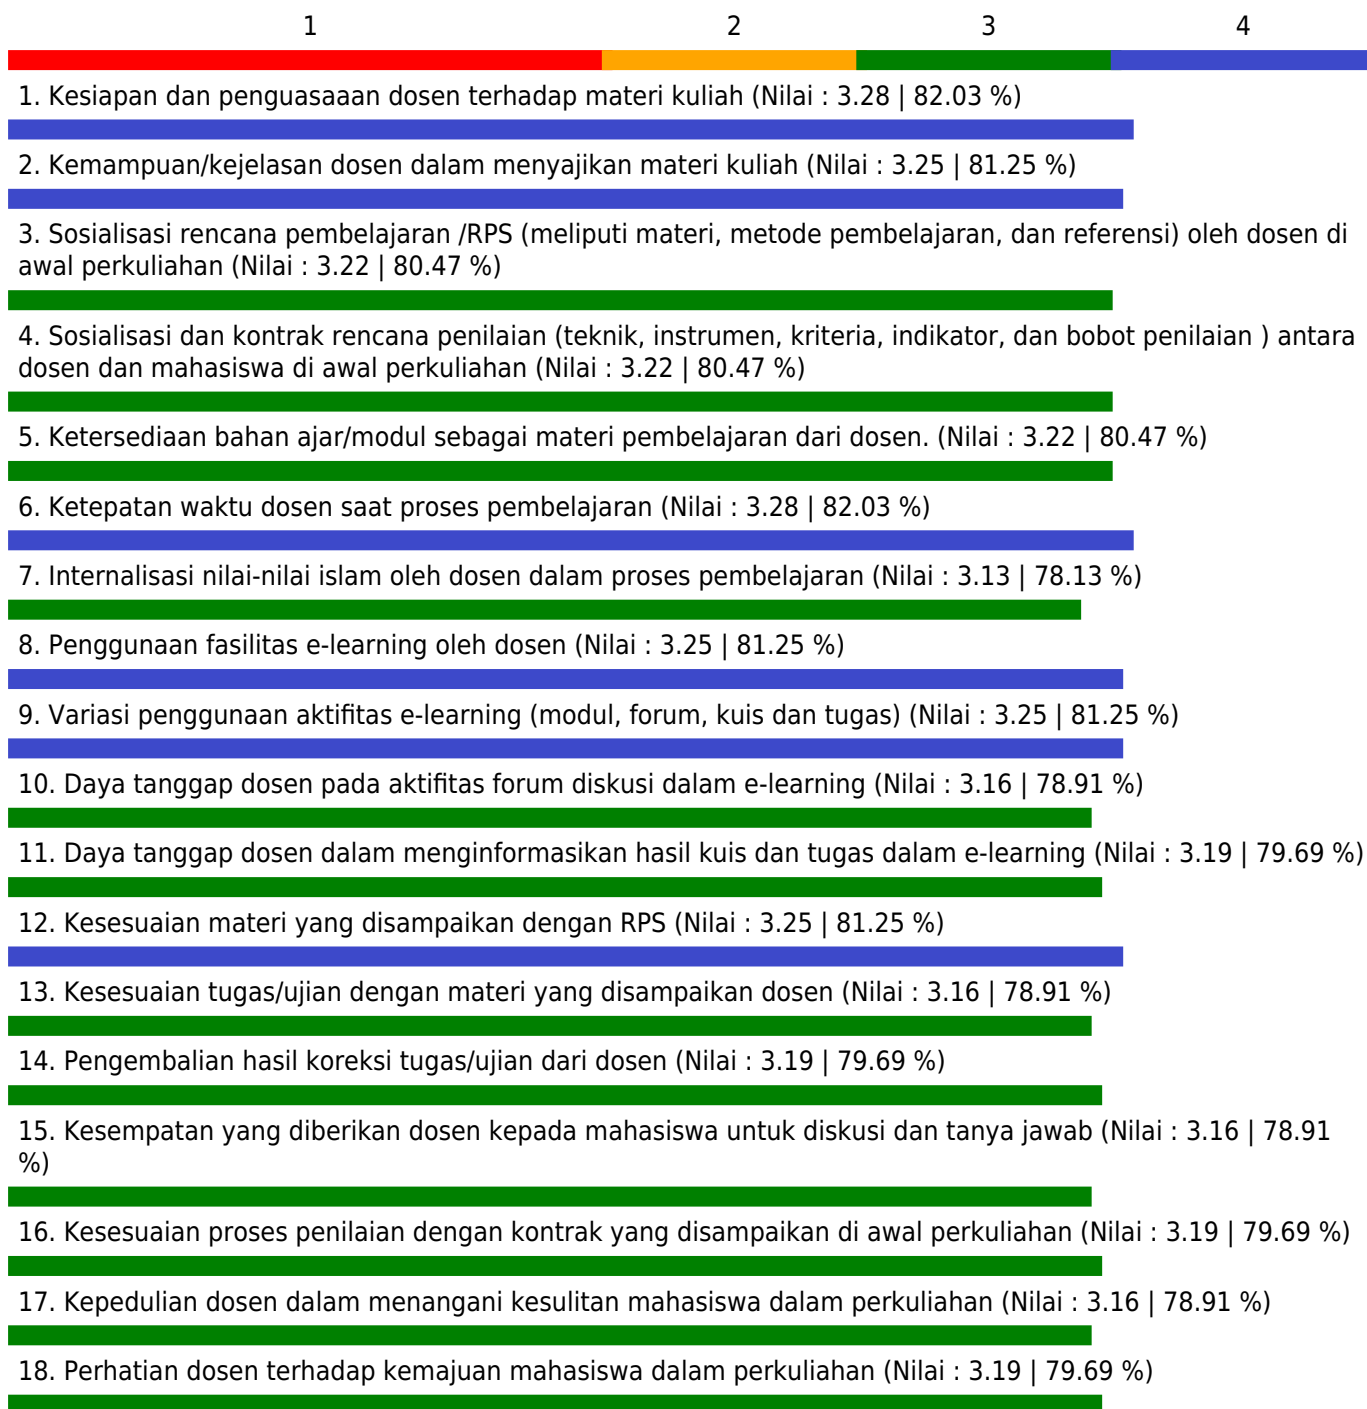 1 2 3 4
1. Kesiapan dan penguasaaan dosen terhadap materi kuliah (Nilai : 3.28 | 82.03 %)
2. Kemampuan/kejelasan dosen dalam menyajikan materi kuliah (Nilai : 3.25 | 81.25 %)
3. Sosialisasi rencana pembelajaran /RPS (meliputi materi, metode pembelajaran, dan referensi) oleh dosen di
awal perkuliahan (Nilai : 3.22 | 80.47 %)
4. Sosialisasi dan kontrak rencana penilaian (teknik, instrumen, kriteria, indikator, dan bobot penilaian ) antara
dosen dan mahasiswa di awal perkuliahan (Nilai : 3.22 | 80.47 %)
5. Ketersediaan bahan ajar/modul sebagai materi pembelajaran dari dosen. (Nilai : 3.22 | 80.47 %)
6. Ketepatan waktu dosen saat proses pembelajaran (Nilai : 3.28 | 82.03 %)
7. Internalisasi nilai-nilai islam oleh dosen dalam proses pembelajaran (Nilai : 3.13 | 78.13 %)
8. Penggunaan fasilitas e-learning oleh dosen (Nilai : 3.25 | 81.25 %)
9. Variasi penggunaan aktifitas e-learning (modul, forum, kuis dan tugas) (Nilai : 3.25 | 81.25 %)
10. Daya tanggap dosen pada aktifitas forum diskusi dalam e-learning (Nilai : 3.16 | 78.91 %)
11. Daya tanggap dosen dalam menginformasikan hasil kuis dan tugas dalam e-learning (Nilai : 3.19 | 79.69 %)
12. Kesesuaian materi yang disampaikan dengan RPS (Nilai : 3.25 | 81.25 %)
13. Kesesuaian tugas/ujian dengan materi yang disampaikan dosen (Nilai : 3.16 | 78.91 %)
14. Pengembalian hasil koreksi tugas/ujian dari dosen (Nilai : 3.19 | 79.69 %)
15. Kesempatan yang diberikan dosen kepada mahasiswa untuk diskusi dan tanya jawab (Nilai : 3.16 | 78.91
%)
16. Kesesuaian proses penilaian dengan kontrak yang disampaikan di awal perkuliahan (Nilai : 3.19 | 79.69 %)
17. Kepedulian dosen dalam menangani kesulitan mahasiswa dalam perkuliahan (Nilai : 3.16 | 78.91 %)
18. Perhatian dosen terhadap kemajuan mahasiswa dalam perkuliahan (Nilai : 3.19 | 79.69 %)